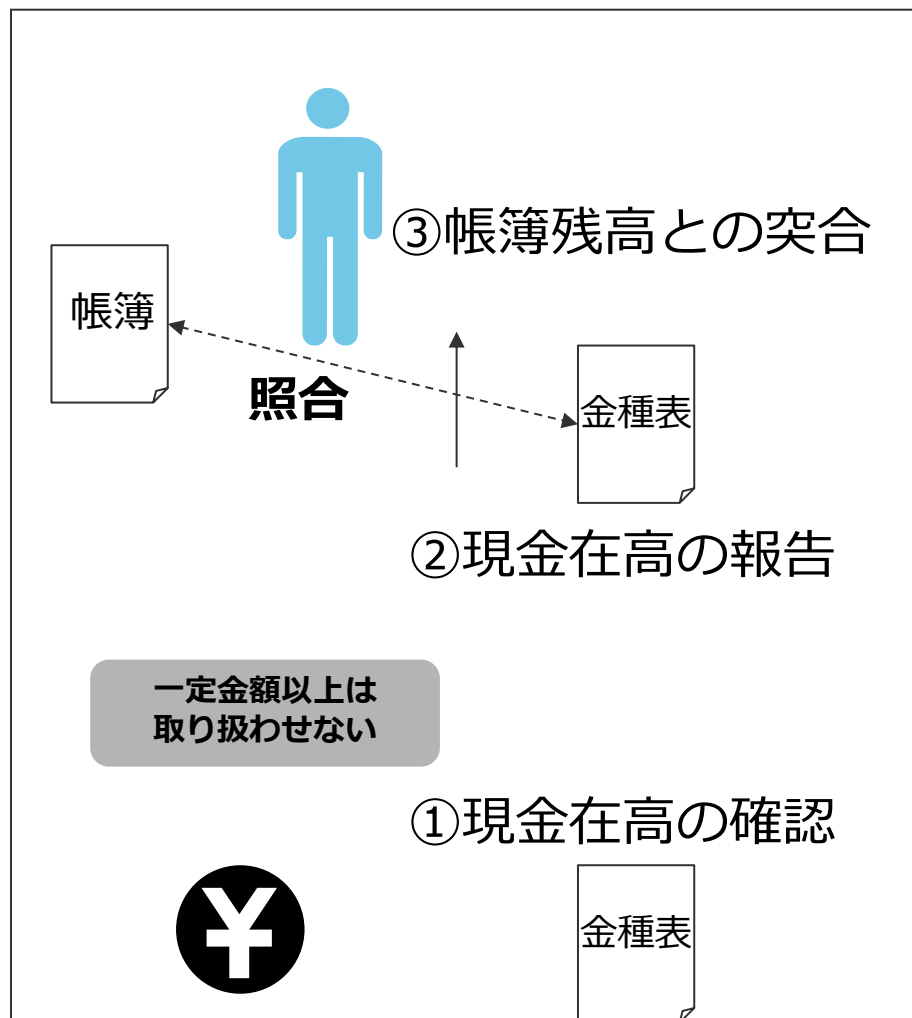 ③帳簿残高との突合
帳簿
照合
金種表
②現金在高の報告
一定金額以上は
取り扱わせない
①現金在高の確認
¥
金種表